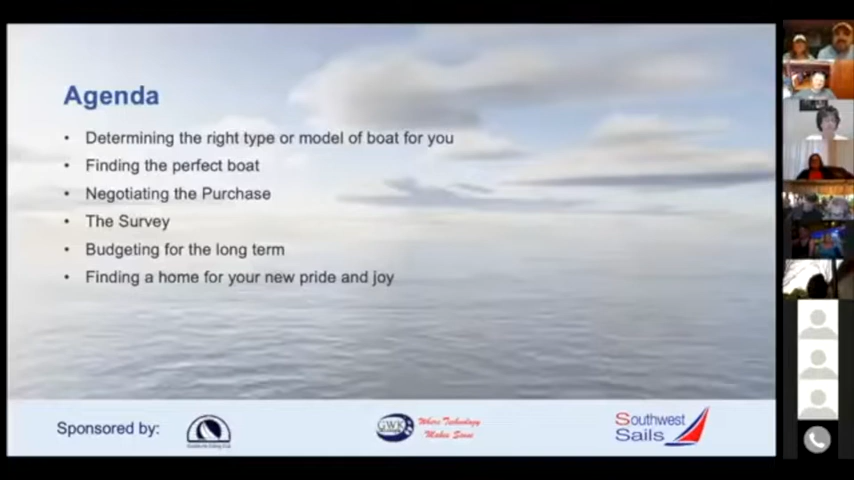 Agenda
• Determining the right type or model of boat for you
• Finding the perfect boat
• Negotiating the Purchase
• The Survey
• Budgeting for the long term
• Finding a home for your new pride and joy
Sponsored by:
GWK
Where Technology
Makes Sense
Southwest
Sails